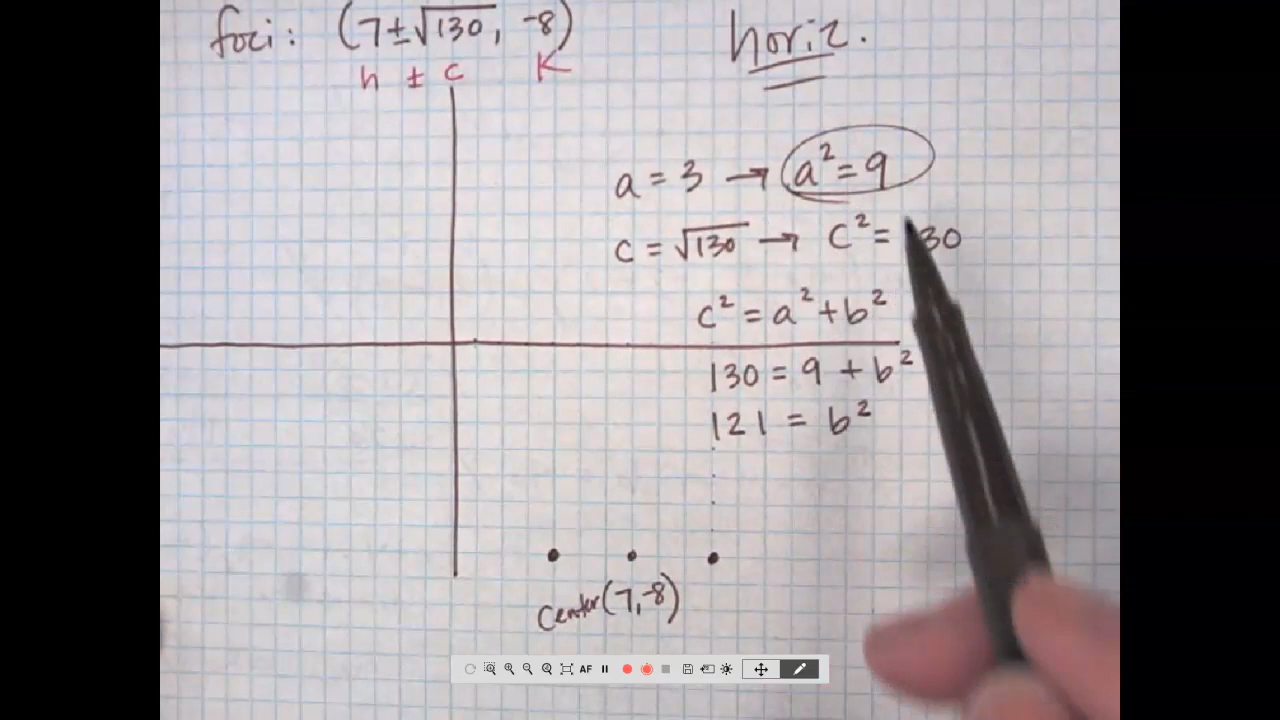 foci: (7±√130, -8)
h ± c K
horiz.
a = 3 → a² = 9
c = √130 → c² = 130
c² = a² + b²
130 = 9 + b²
121 = b²
Center (7, -8)
AF